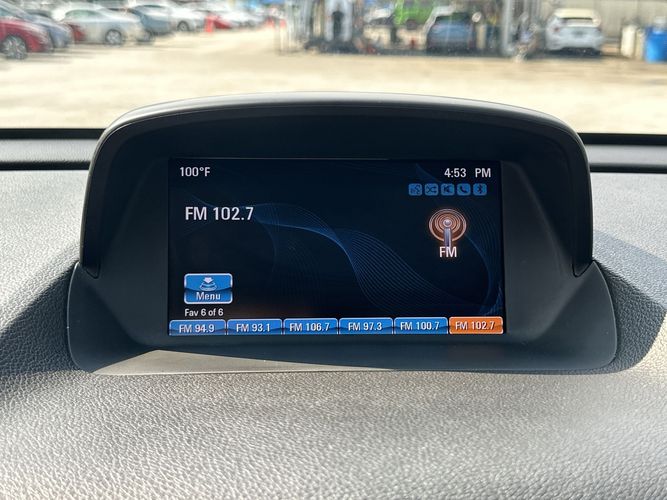 100°F 4:53 PM
FM 102.7
FM
Menu
Fav 6 of 6
FM 94.9 FM 93.1 FM 106.7 FM 97.3 FM 100.7 FM 102.7